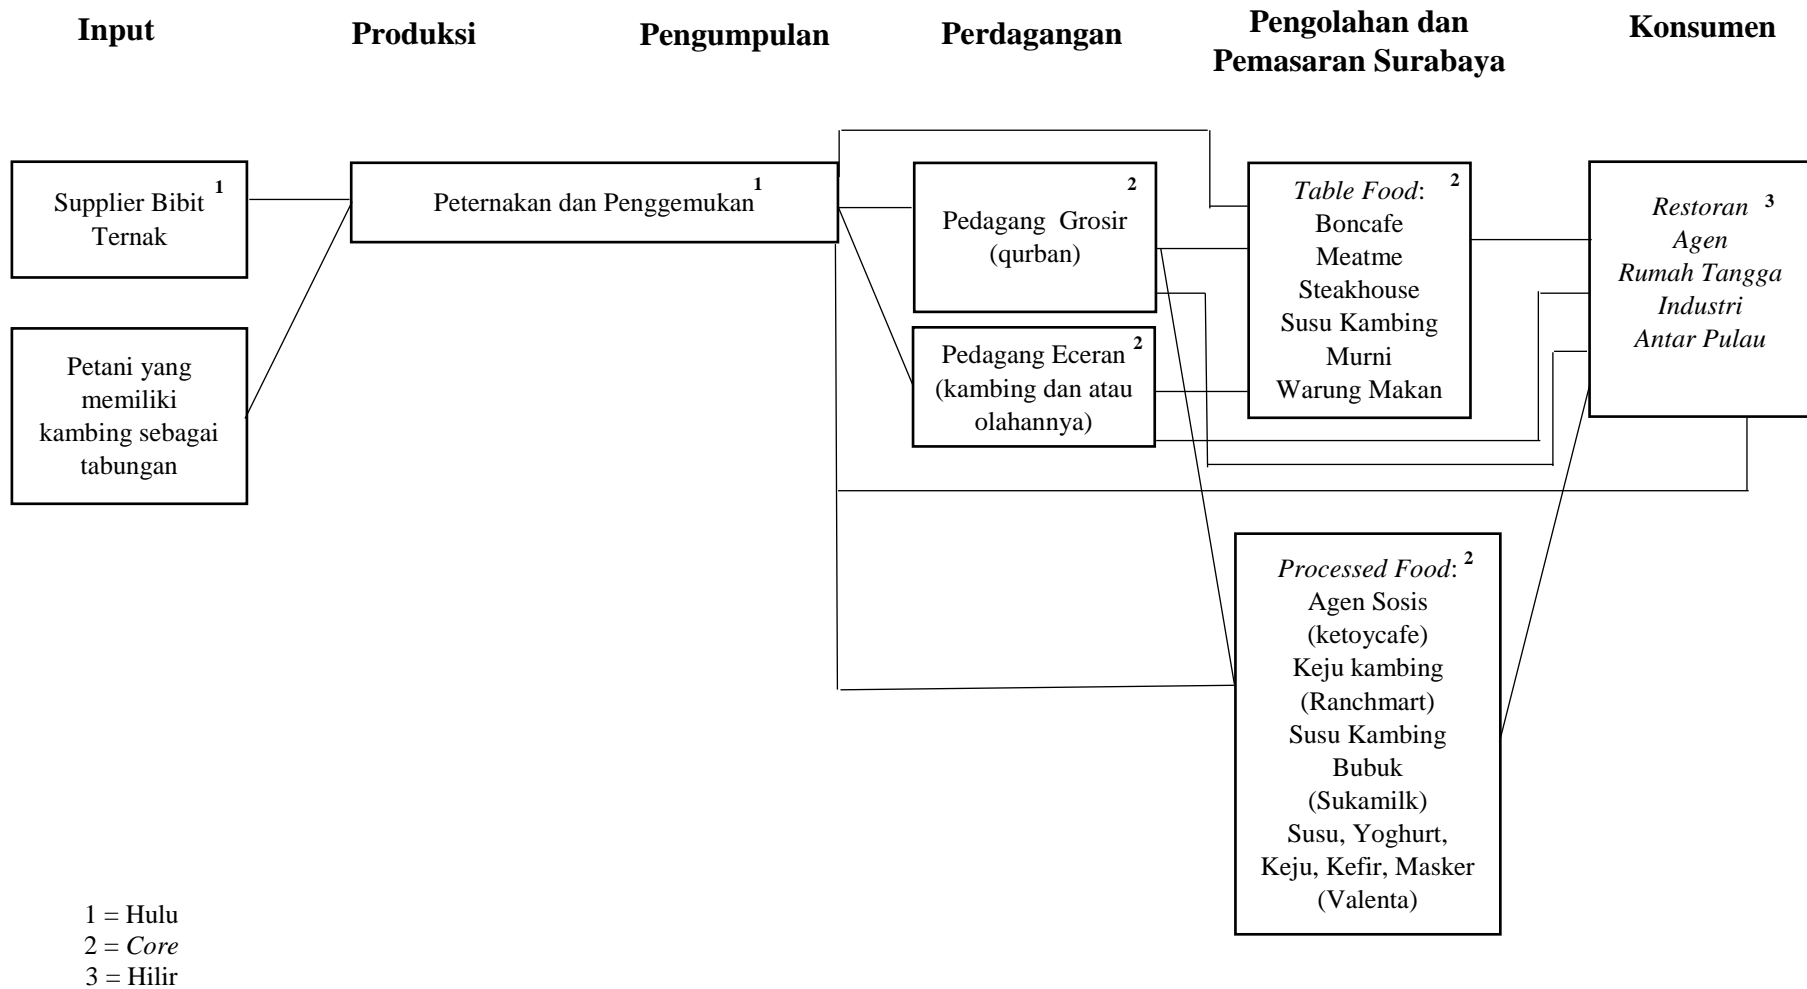 Input
Produksi
Pengumpulan
Perdagangan
Pengolahan dan
Pemasaran Surabaya
Konsumen
Supplier Bibit 1
Ternak
Petani yang
memiliki
kambing sebagai
tabungan
Peternakan dan Penggemukan 1
2
Pedagang Grosir
(qurban)
Pedagang Eceran 2
(kambing dan atau
olahannya)
Table Food: 2
Boncafe
Meatme
Steakhouse
Susu Kambing
Murni
Warung Makan
Restoran 3
Agen
Rumah Tangga
Industri
Antar Pulau
Processed Food: 2
Agen Sosis
(ketoycafe)
Keju kambing
(Ranchmart)
Susu Kambing
Bubuk
(Sukamilk)
Susu, Yoghurt,
Keju, Kefir, Masker
(Valenta)
1 = Hulu
2 = Core
3 = Hilir